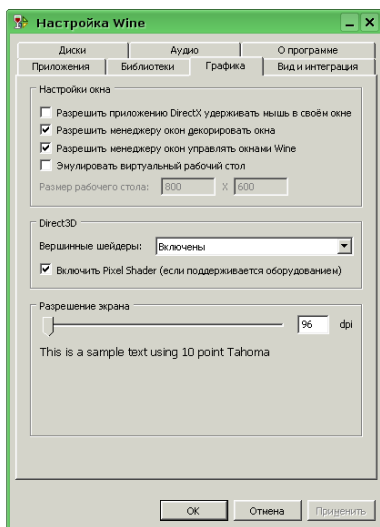 Настройка Wine
Диски Аудио О программе
Приложения Библиотеки Графика Вид и интеграция
Настройки окна
Разрешить приложению DirectX удерживать мышь в своём окне
Разрешить менеджеру окон декорировать окна
Разрешить менеджеру окон управлять окнами Wine
Эмулировать виртуальный рабочий стол
Размер рабочего стола: 800 X 600
Direct3D
Вершинные шейдеры: Включены
Включить Pixel Shader (если поддерживается оборудованием)
Разрешение экрана
96 dpi
This is a sample text using 10 point Tahoma
OK Отмена Применить